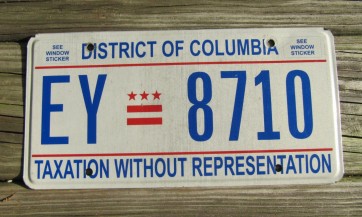 SEE
WINDOW
STICKER
DISTRICT OF COLUMBIA
SEE
WINDOW
STICKER
EY 8710
TAXATION WITHOUT REPRESENTATION